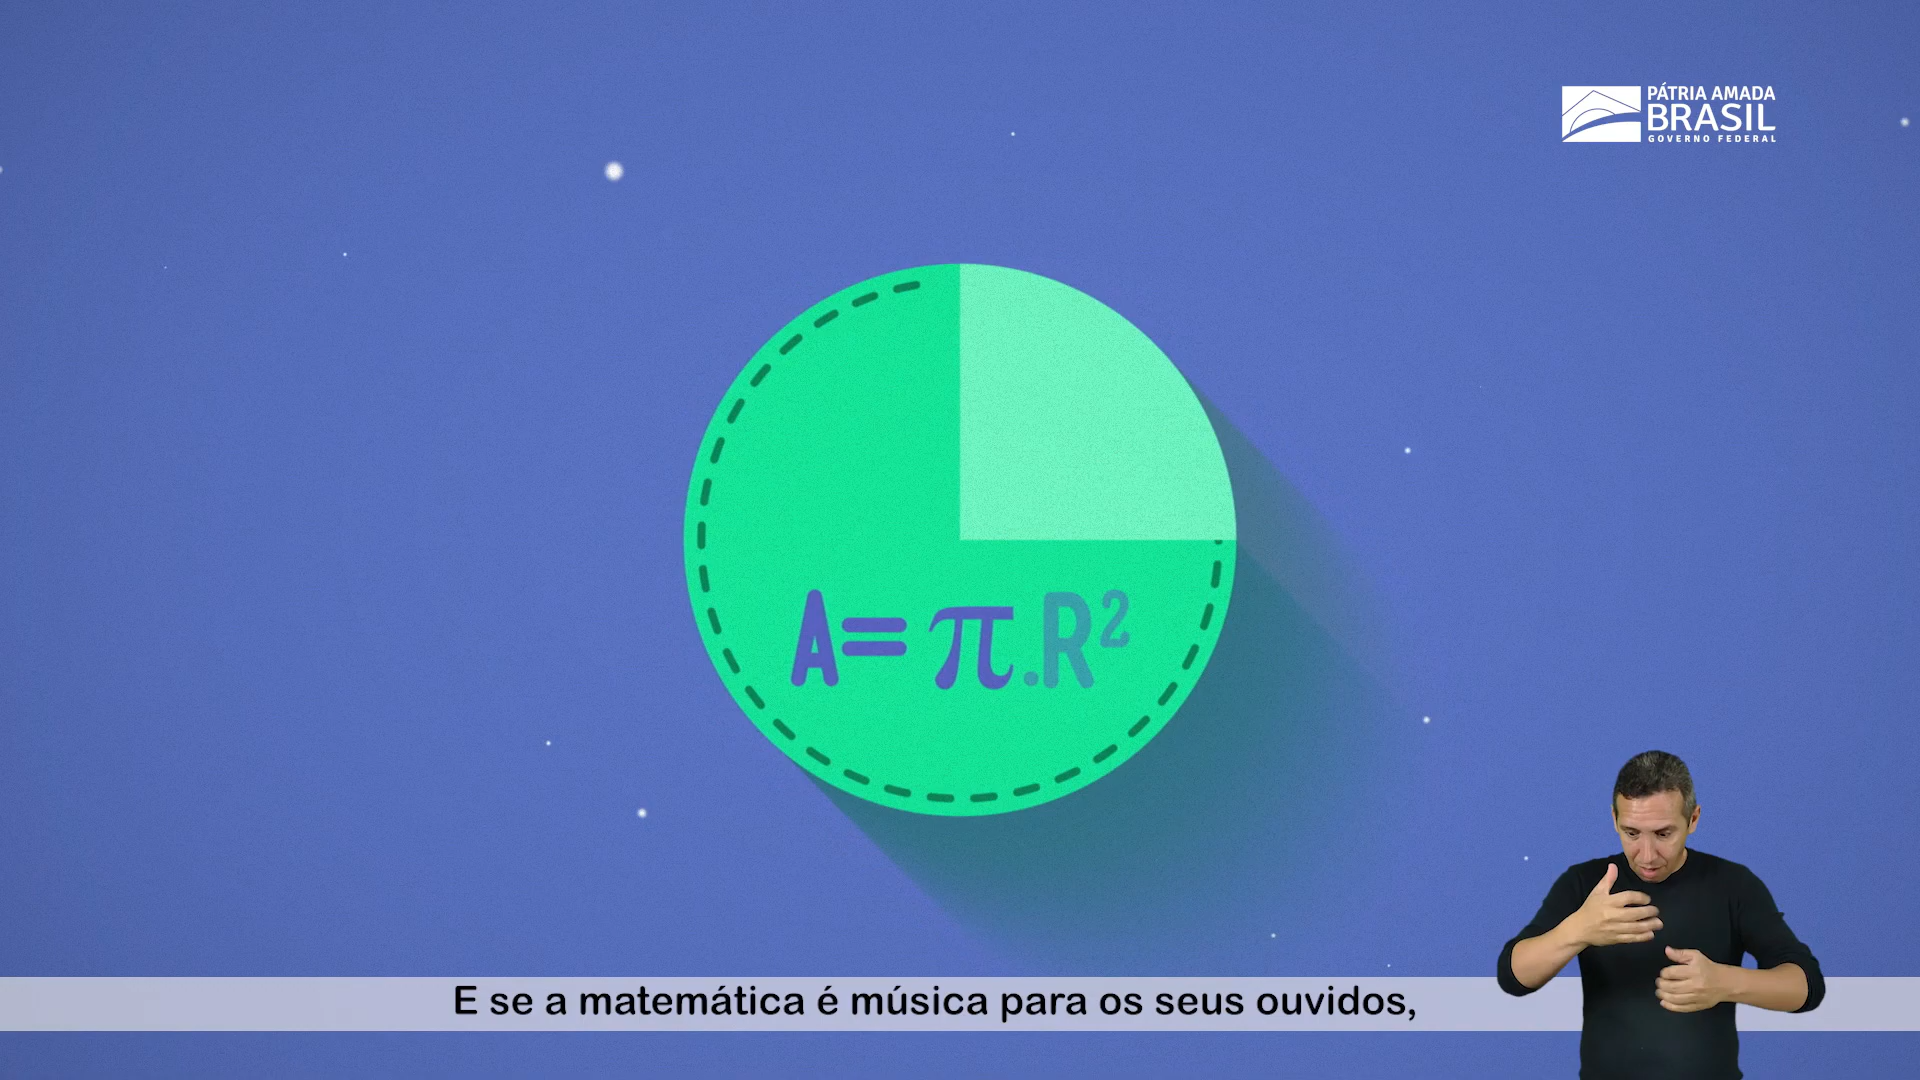 PÁTRIA AMADA
BRASIL
GOVERNO FEDERAL
A=π.R²
E se a matemática é música para os seus ouvidos,